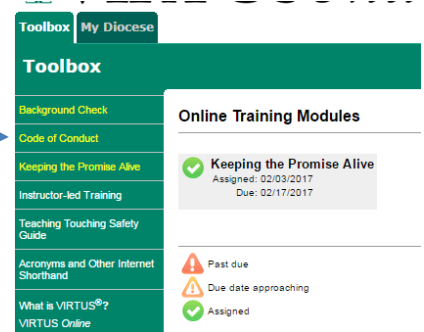 Toolbox My Diocese
Toolbox
Background Check
Code of Conduct
Keeping the Promise Alive
Instructor-led Training
Teaching Touching Safety
Guide
Acronyms and Other Internet
Shorthand
What is VIRTUS®?
VIRTUS Online
Online Training Modules
Keeping the Promise Alive
Assigned: 02/03/2017
Due: 02/17/2017
Past due
Due date approaching
Assigned